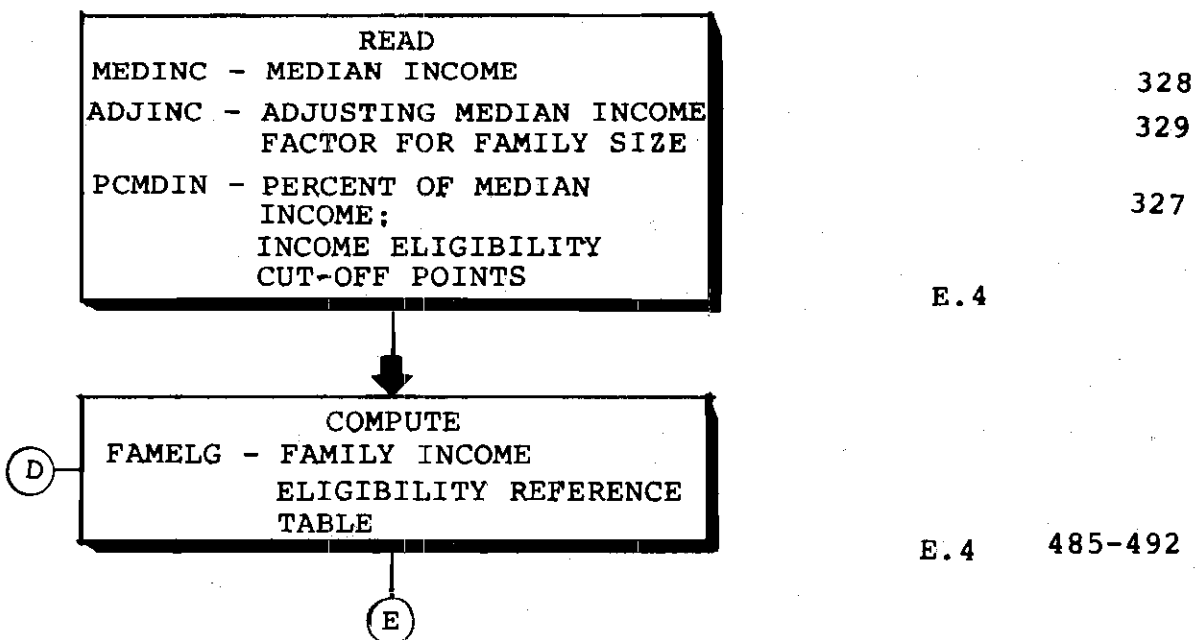 READ
MEDINC - MEDIAN INCOME 328
ADJINC - ADJUSTING MEDIAN INCOME 329
FACTOR FOR FAMILY SIZE
PCMDIN - PERCENT OF MEDIAN 327
INCOME;
INCOME ELIGIBILITY
CUT-OFF POINTS
E.4
COMPUTE
FAMELG - FAMILY INCOME
D
ELIGIBILITY REFERENCE
TABLE
E.4 485-492
E